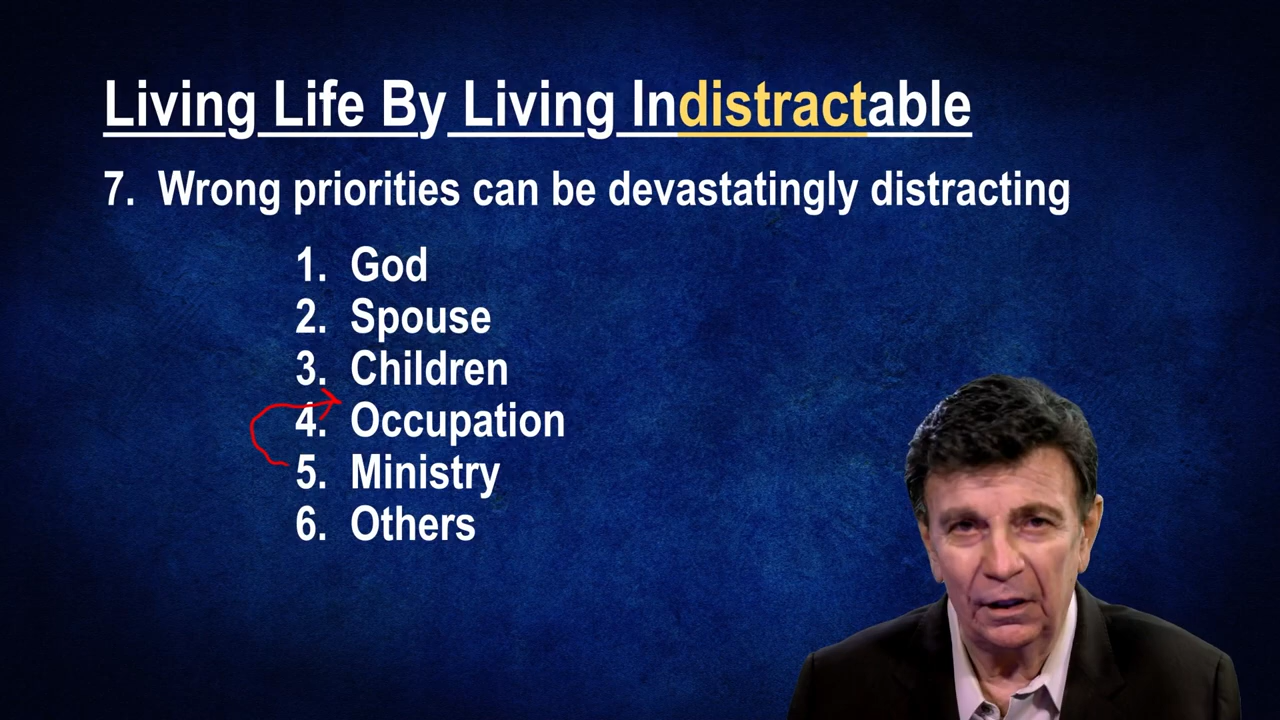 Living Life By Living Indistractable
7. Wrong priorities can be devastatingly distracting
1. God
2. Spouse
3. Children
4. Occupation
5. Ministry
6. Others